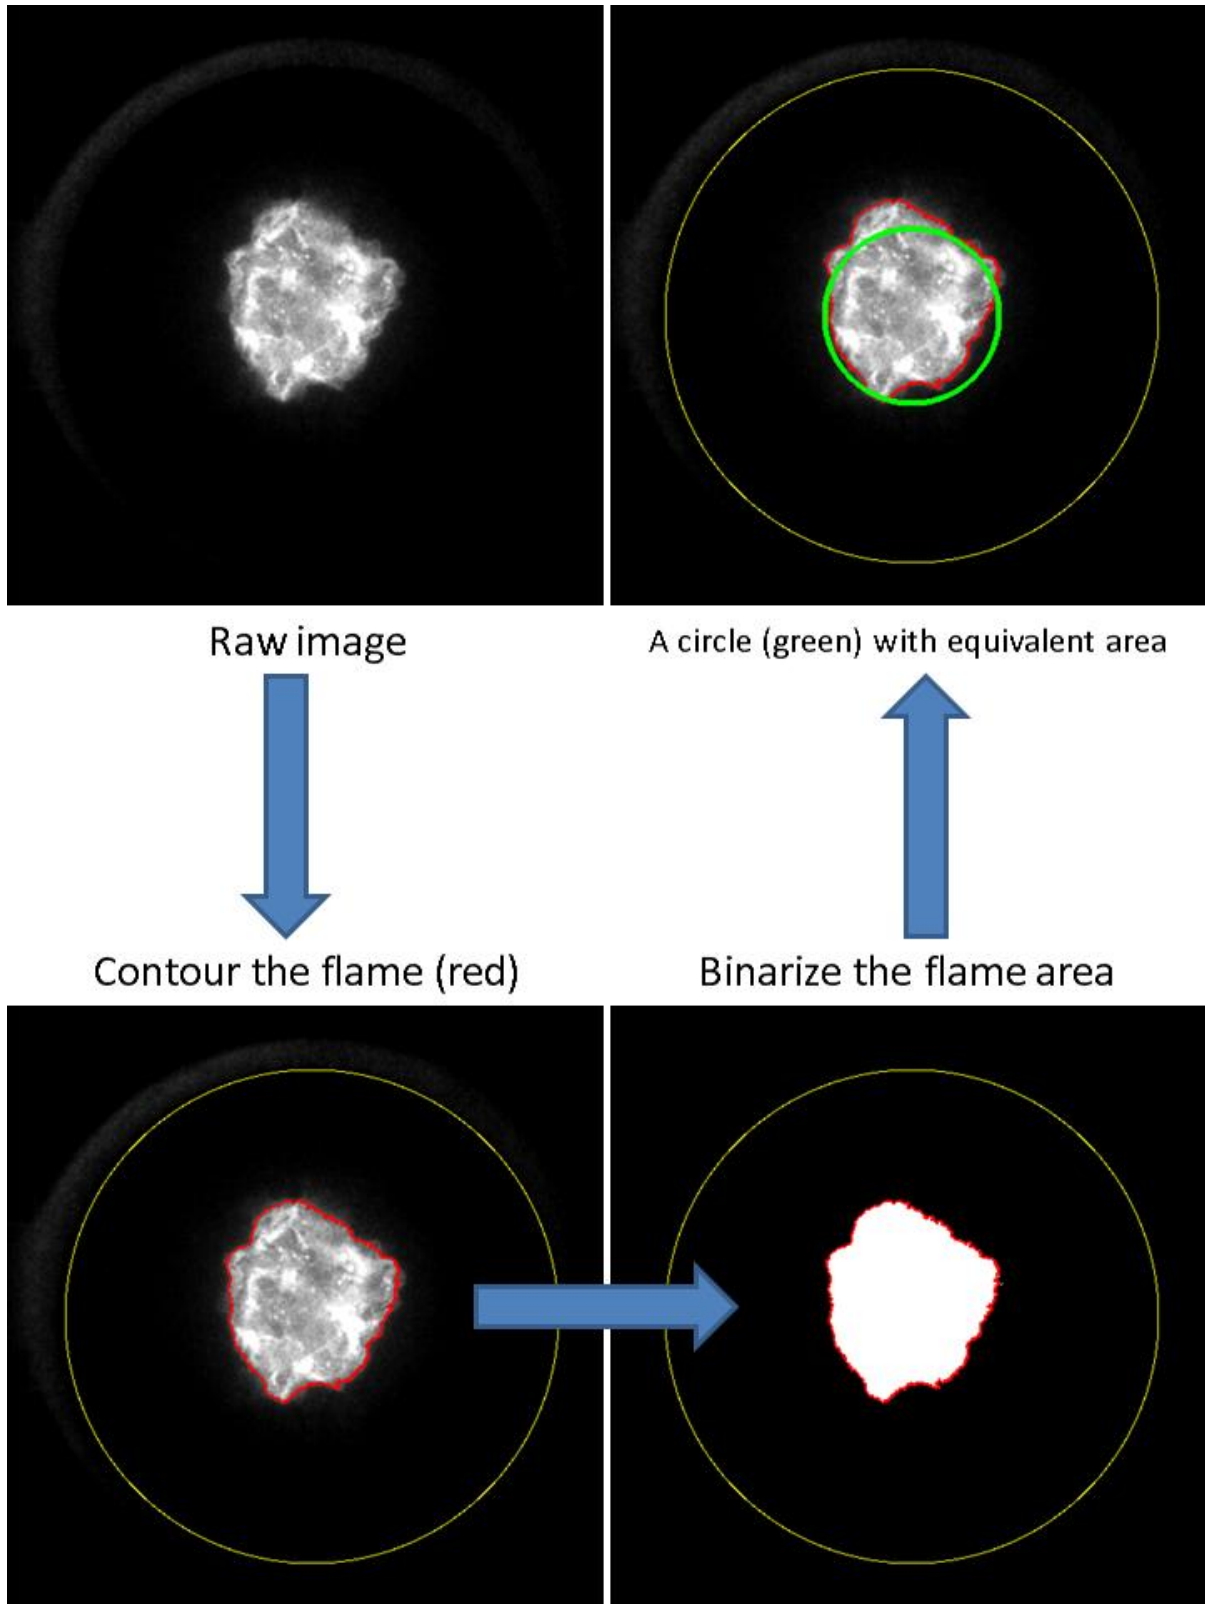 Raw image
A circle (green) with equivalent area
Contour the flame (red)
Binarize the flame area